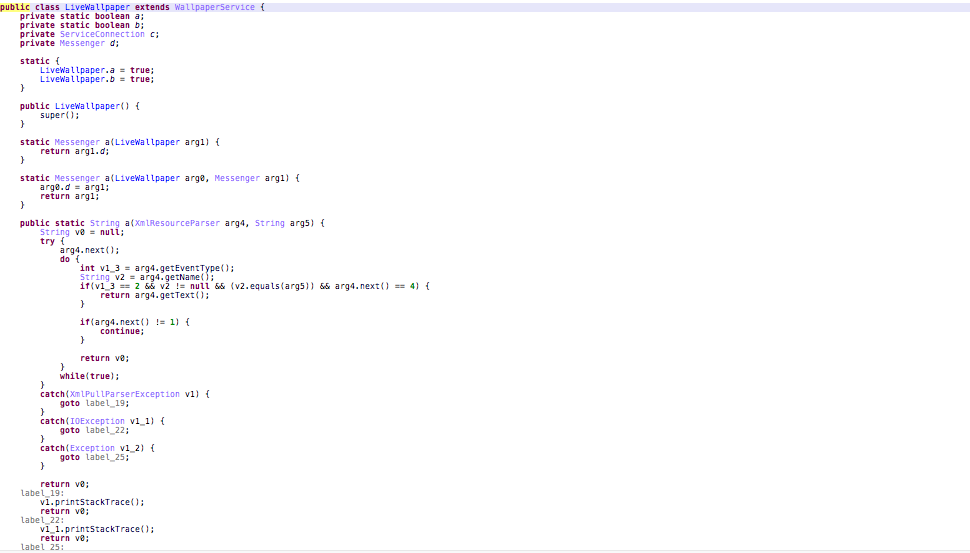 public class LiveWallpaper extends WallpaperService {
private static boolean a;
private static boolean b;
private ServiceConnection c;
private Messenger d;
static {
LiveWallpaper.a = true;
LiveWallpaper.b = true;
}
public LiveWallpaper() {
super();
}
static Messenger a(LiveWallpaper arg1) {
return arg1.d;
}
static Messenger a(LiveWallpaper arg0, Messenger arg1) {
arg0.d = arg1;
return arg1;
}
public static String a(XmlResourceParser arg4, String arg5) {
String v0 = null;
try {
arg4.next();
do {
int v1_3 = arg4.getEventType();
String v2 = arg4.getName();
if(v1_3 == 2 && v2 != null && (v2.equals(arg5)) && arg4.next() == 4) {
return arg4.getText();
}
if(arg4.next() != 1) {
continue;
}
return v0;
}
while(true);
}
catch(XmlPullParserException v1) {
goto label_19;
}
catch(IOException v1_1) {
goto label_22;
}
catch(Exception v1_2) {
goto label_25;
}
return v0;
label_19:
v1.printStackTrace();
return v0;
label_22:
v1_1.printStackTrace();
return v0;
label_25: